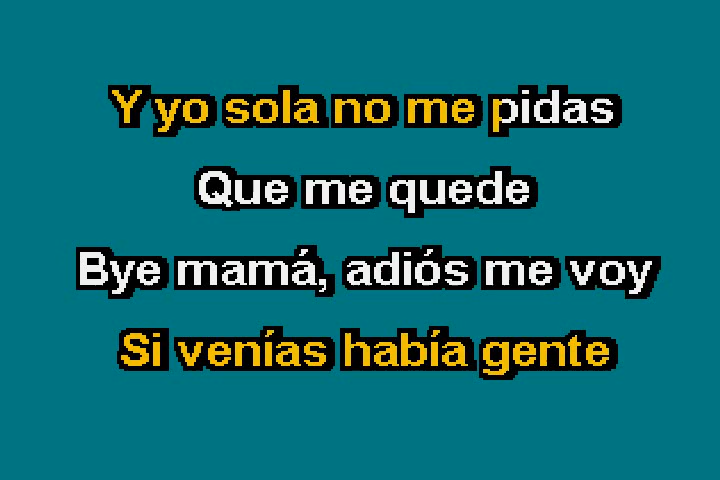 Y yo sola no me pidas
Que me quede
Bye mamá, adiós me voy
Si venías había gente